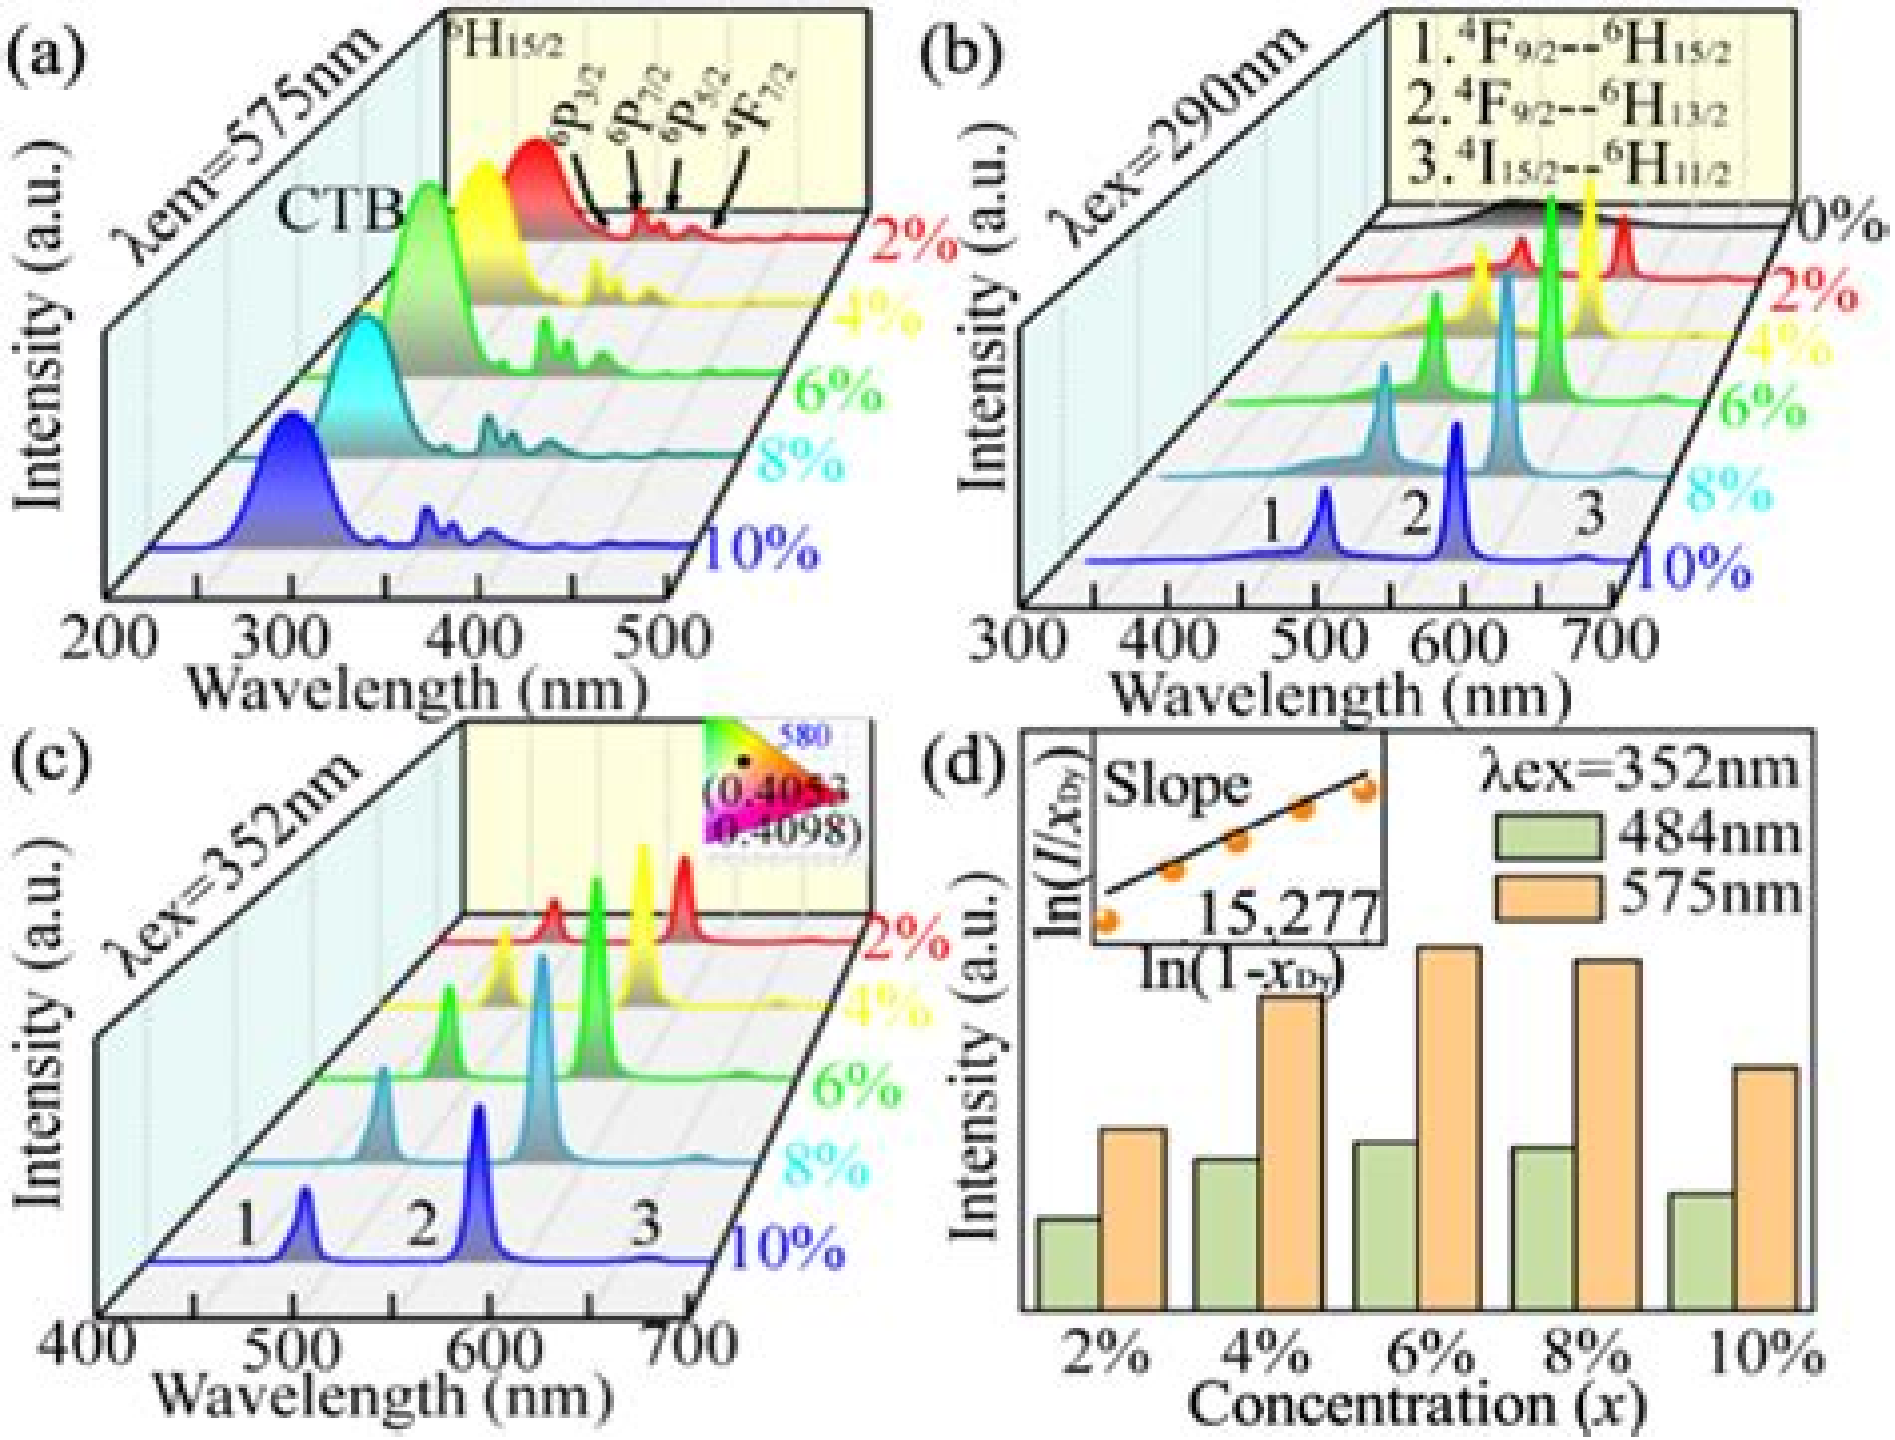 (a)
λem=575nm
⁶H₁₅/₂
⁶P₃/₂
⁶P₇/₂
⁶P₅/₂
⁴F₇/₂
CTB
2%
4%
6%
8%
10%
Intensity (a.u.)
200 300 400 500
Wavelength (nm)
(b)
λex=290nm
1. ⁴F₉/₂--⁶H₁₅/₂
2. ⁴F₉/₂--⁶H₁₃/₂
3. ⁴I₁₅/₂--⁶H₁₁/₂
0%
2%
4%
6%
8%
10%
1 2 3
Intensity (a.u.)
300 400 500 600 700
Wavelength (nm)
(c)
λex=352nm
580
(0.4053
0.4098)
2%
4%
6%
8%
10%
1 2 3
Intensity (a.u.)
400 500 600 700
Wavelength (nm)
(d)
ln(I/xDy)
Slope
15.277
ln(1-xDy)
λex=352nm
484nm
575nm
Intensity (a.u.)
2% 4% 6% 8% 10%
Concentration (x)